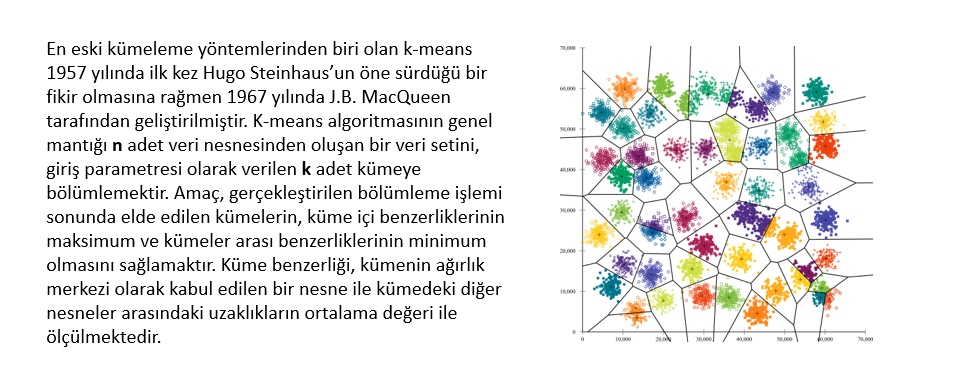 En eski kümeleme yöntemlerinden biri olan k-means
1957 yılında ilk kez Hugo Steinhaus’un öne sürdüğü bir
fikir olmasına rağmen 1967 yılında J.B. MacQueen
tarafından geliştirilmiştir. K-means algoritmasının genel
mantığı n adet veri nesnesinden oluşan bir veri setini,
giriş parametresi olarak verilen k adet kümeye
bölümlemektir. Amaç, gerçekleştirilen bölümleme işlemi
sonunda elde edilen kümelerin, küme içi benzerliklerinin
maksimum ve kümeler arası benzerliklerinin minimum
olmasını sağlamaktır. Küme benzerliği, kümenin ağırlık
merkezi olarak kabul edilen bir nesne ile kümedeki diğer
nesneler arasındaki uzaklıkların ortalama değeri ile
ölçülmektedir.
70,000
60,000
50,000
40,000
30,000
20,000
10,000
0
0 10,000 20,000 30,000 40,000 50,000 60,000 70,000